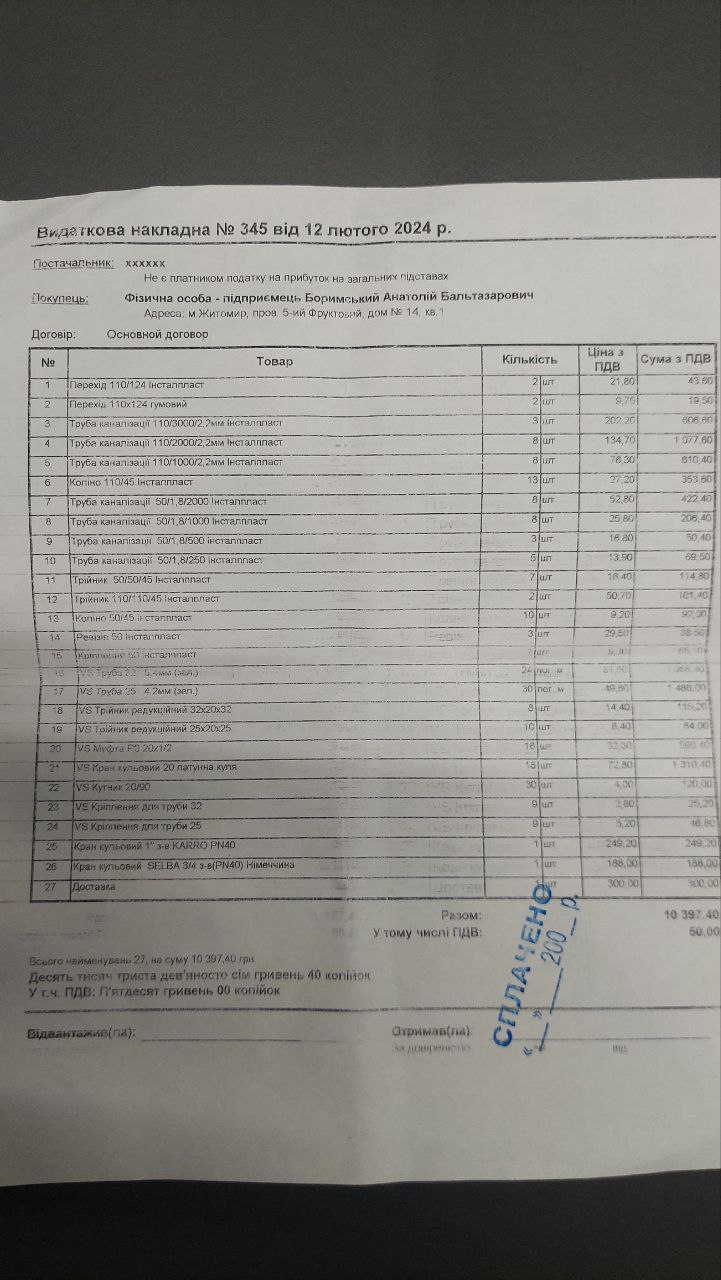 Видаткова накладна № 345 від 12 лютого 2024 р.
Постачальник: xxxxxx
Не є платником податку на прибуток на загальних підставах
Покупець: Фізична особа - підприємець Боримський Анатолій Бальтазарович
Адреса: м.Житомир, пров. 5-ий Фруктовий, дом № 14, кв.1
Договір: Основной договор
№ Товар Кількість Ціна з ПДВ Сума з ПДВ
1 Перехід 110/124 Інсталпласт 2 шт 21,80 43,60
2 Перехід 110х124 гумовий 2 шт 9,75 19,50
3 Труба каналізації 110/3000/2,2мм Інсталпласт 3 шт 202,20 606,60
4 Труба каналізації 110/2000/2,2мм Інсталпласт 8 шт 134,70 1 077,60
5 Труба каналізації 110/1000/2,2мм Інсталпласт 8 шт 76,30 610,40
6 Коліно 110/45 Інсталпласт 13 шт 27,20 353,60
7 Труба каналізації 50/1,8/2000 Інсталпласт 8 шт 52,80 422,40
8 Труба каналізації 50/1,8/1000 Інсталпласт 8 шт 25,80 206,40
9 Труба каналізації 50/1,8/500 Інсталпласт 3 шт 16,80 50,40
10 Труба каналізації 50/1,8/250 Інсталпласт 5 шт 13,90 69,50
11 Трійник 50/50/45 Інсталпласт 7 шт 16,40 114,80
12 Трійник 110/110/45 Інсталпласт 2 шт 50,70 101,40
13 Коліно 50/45 Інсталпласт 10 шт 9,20 92,00
14 Ревізія 50 Інсталпласт 3 шт 29,50 88,50
15 Кріплення 50 Інсталпласт шт
16 VS Труба 32 5.4мм (зел.) 24 пог. м
17 VS Труба 25 4.2мм (зел.) 30 пог. м 49,60 1 488,00
18 VS Трійник редукційний 32х20х32 8 шт 14,40 115,20
19 VS Трійник редукційний 25х20х25 10 шт 8,40 84,00
20 VS Муфта РЗ 20х1/2 18 шт
21 VS Кран кульовий 20 латунна куля 18 шт 72,80 1 310,40
22 VS Кутник 20/90 30 шт 4,00 120,00
23 VS Кріплення для труби 32 9 шт 2,80 25,20
24 VS Кріплення для труби 25 9 шт 5,20 46,80
25 Кран кульовий 1" з-в KARRO PN40 1 шт 249,20 249,20
26 Кран кульовий SELBA 3/4 з-в(PN40) Німеччина 1 шт 188,00 188,00
27 Доставка 1 шт 300,00 300,00
Разом: 10 397,40
У тому числі ПДВ: 50,00
Всього найменувань 27, на суму 10 397,40 грн.
Десять тисяч триста дев'яносто сім гривень 40 копійок
У т.ч. ПДВ: П'ятдесят гривень 00 копійок
СПЛАЧЕНО
«__»____200__р.
Відвантажив(ла): Отримав(ла):
За довіреністю від